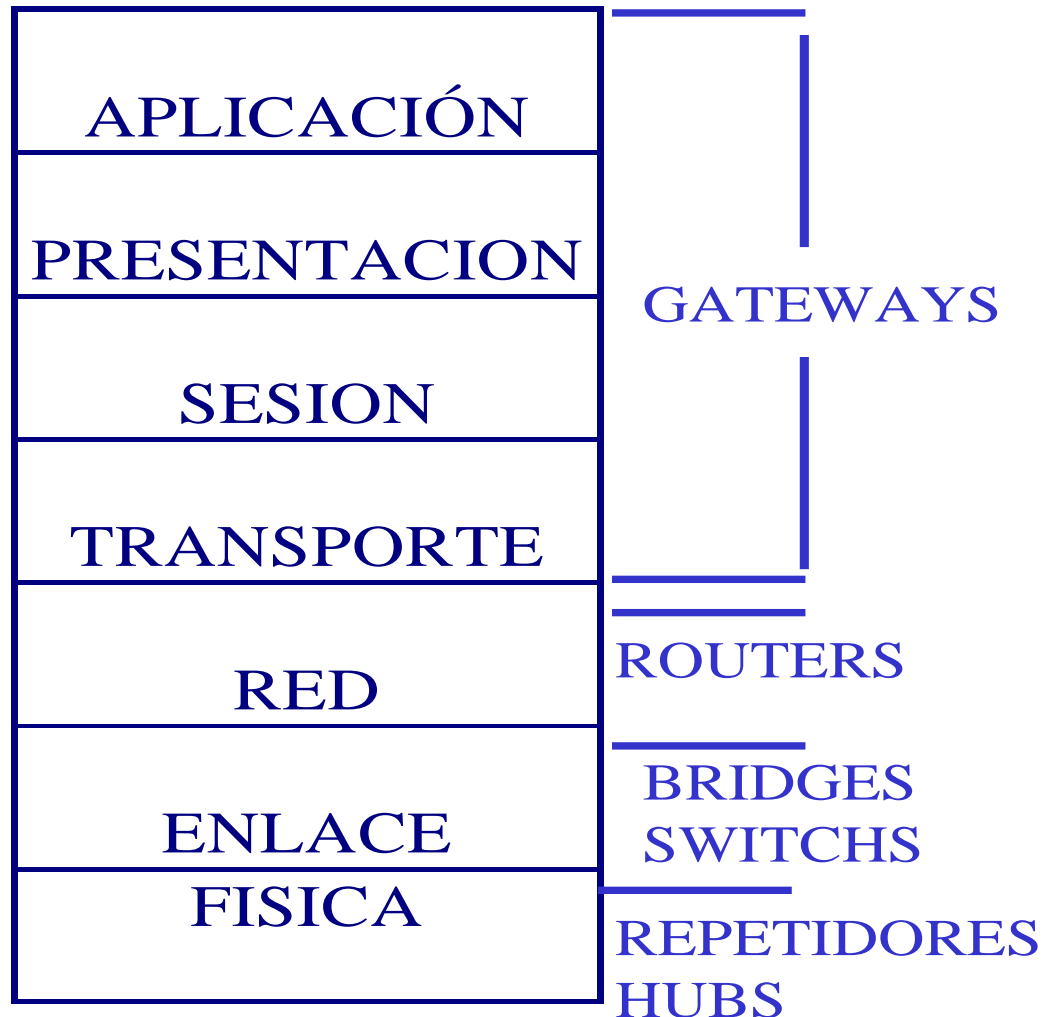 APLICACIÓN
PRESENTACION
GATEWAYS
SESION
TRANSPORTE
RED
ROUTERS
ENLACE
BRIDGES
SWITCHS
FISICA
REPETIDORES
HUBS